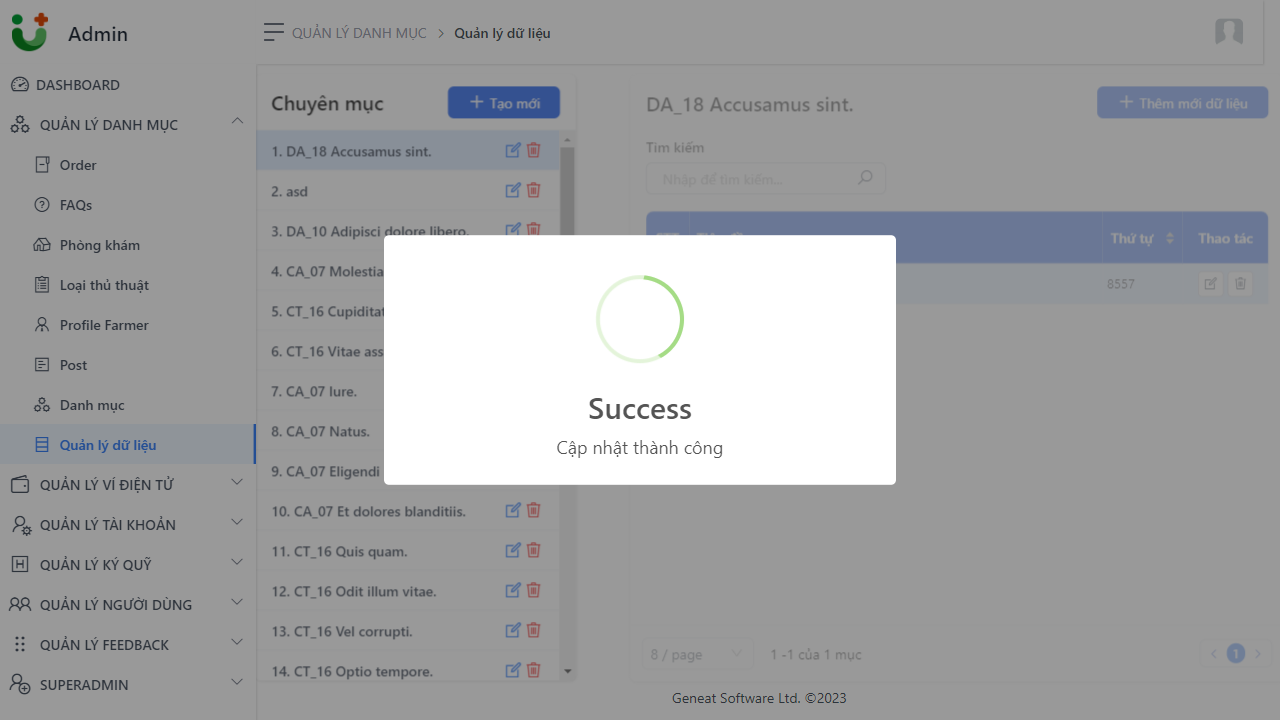 Admin
QUẢN LÝ DANH MỤC
Quản lý dữ liệu
DASHBOARD
QUẢN LÝ DANH MỤC
Order
FAQs
Phòng khám
Loại thủ thuật
Profile Farmer
Post
Danh mục
Quản lý dữ liệu
QUẢN LÝ VÍ ĐIỆN TỬ
QUẢN LÝ TÀI KHOẢN
QUẢN LÝ KÝ QUỸ
QUẢN LÝ NGƯỜI DÙNG
QUẢN LÝ FEEDBACK
SUPERADMIN
Chuyên mục
Tạo mới
1. DA_18 Accusamus sint.
2. asd
3. DA_10 Adipisci dolore libero.
4. CA_07 Molestia
5. CT_16 Cupiditat
6. CT_16 Vitae ass
7. CA_07 Iure.
8. CA_07 Natus.
9. CA_07 Eligendi
10. CA_07 Et dolores blanditiis.
11. CT_16 Quis quam.
12. CT_16 Odit illum vitae.
13. CT_16 Vel corrupti.
14. CT_16 Optio tempore.
DA_18 Accusamus sint.
Thêm mới dữ liệu
Tìm kiếm
Nhập để tìm kiếm...
Thứ tự
Thao tác
8557
Success
Cập nhật thành công
8 / page
1 -1 của 1 mục
1
Geneat Software Ltd. ©2023